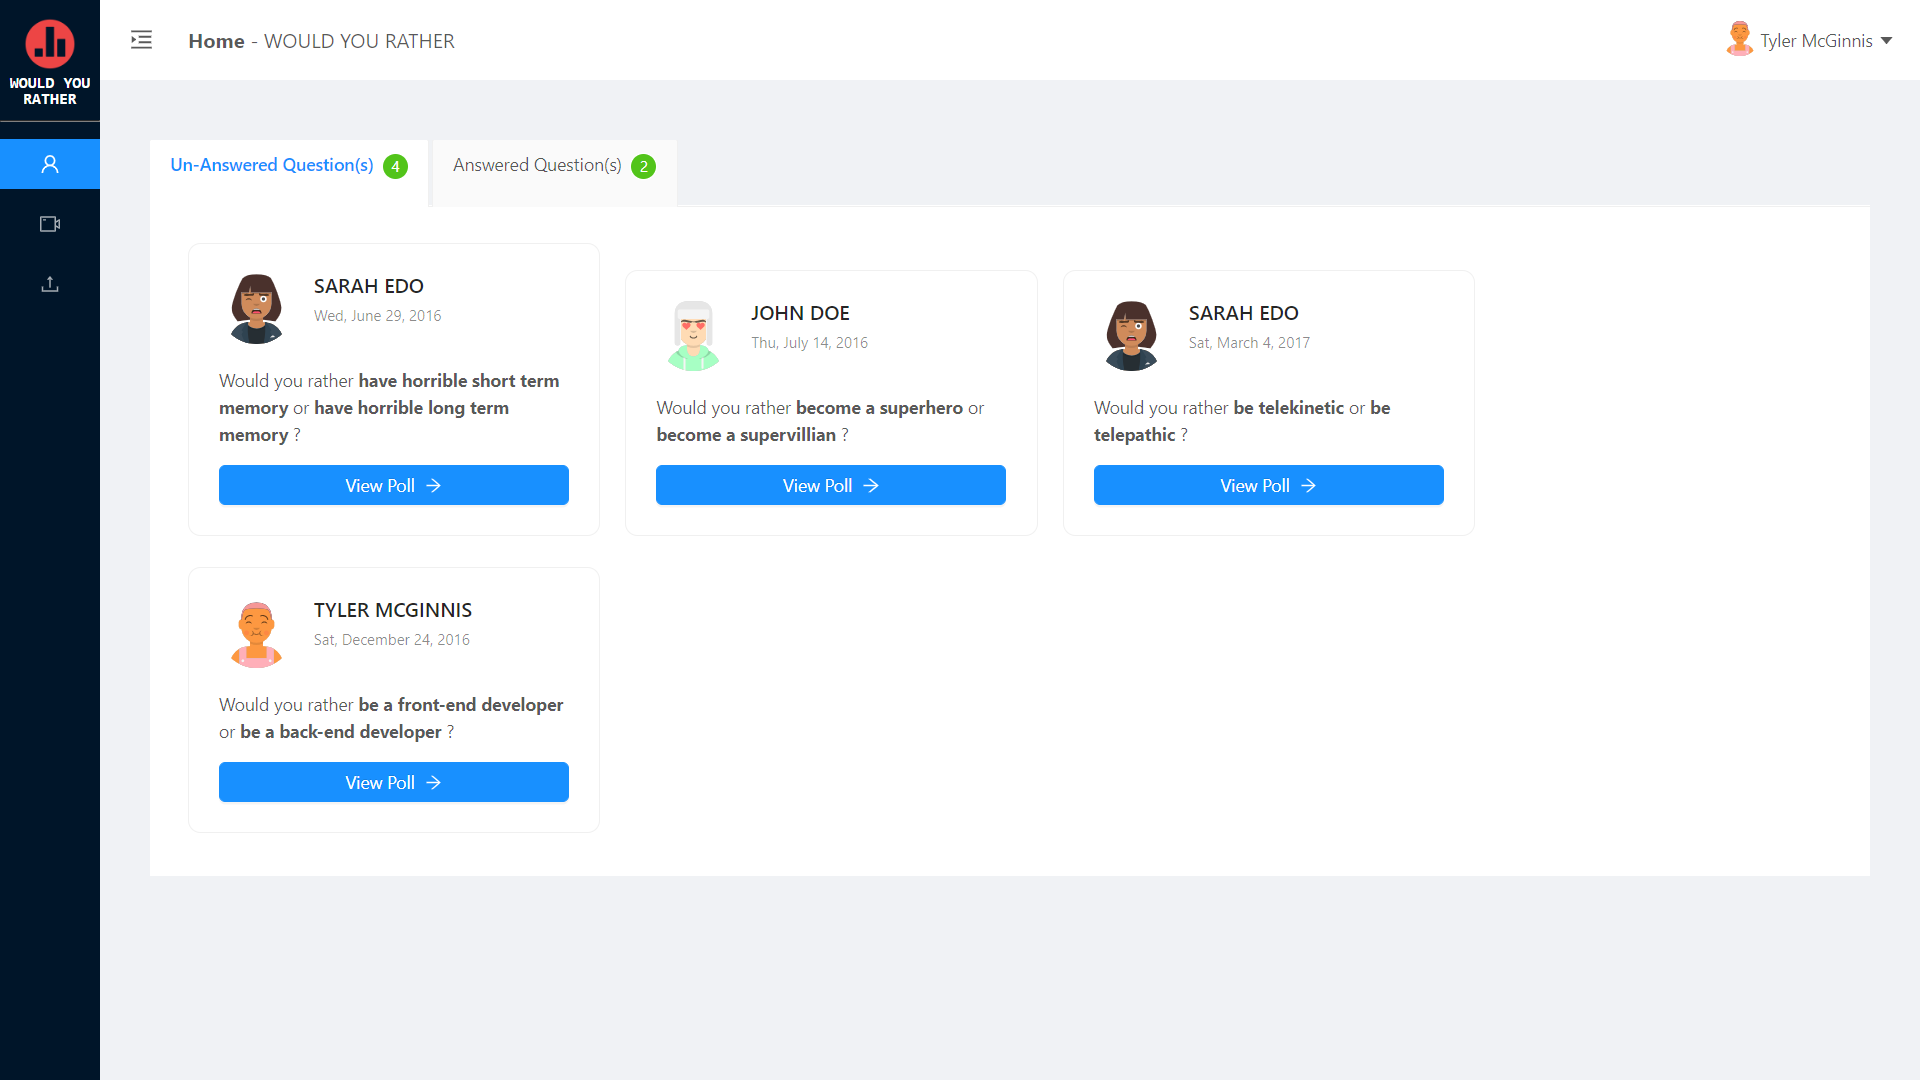 WOULD YOU
RATHER
Home - WOULD YOU RATHER
Tyler McGinnis
Un-Answered Question(s) 4
Answered Question(s) 2
SARAH EDO
Wed, June 29, 2016
Would you rather have horrible short term
memory or have horrible long term
memory ?
View Poll
JOHN DOE
Thu, July 14, 2016
Would you rather become a superhero or
become a supervillian ?
View Poll
SARAH EDO
Sat, March 4, 2017
Would you rather be telekinetic or be
telepathic ?
View Poll
TYLER MCGINNIS
Sat, December 24, 2016
Would you rather be a front-end developer
or be a back-end developer ?
View Poll